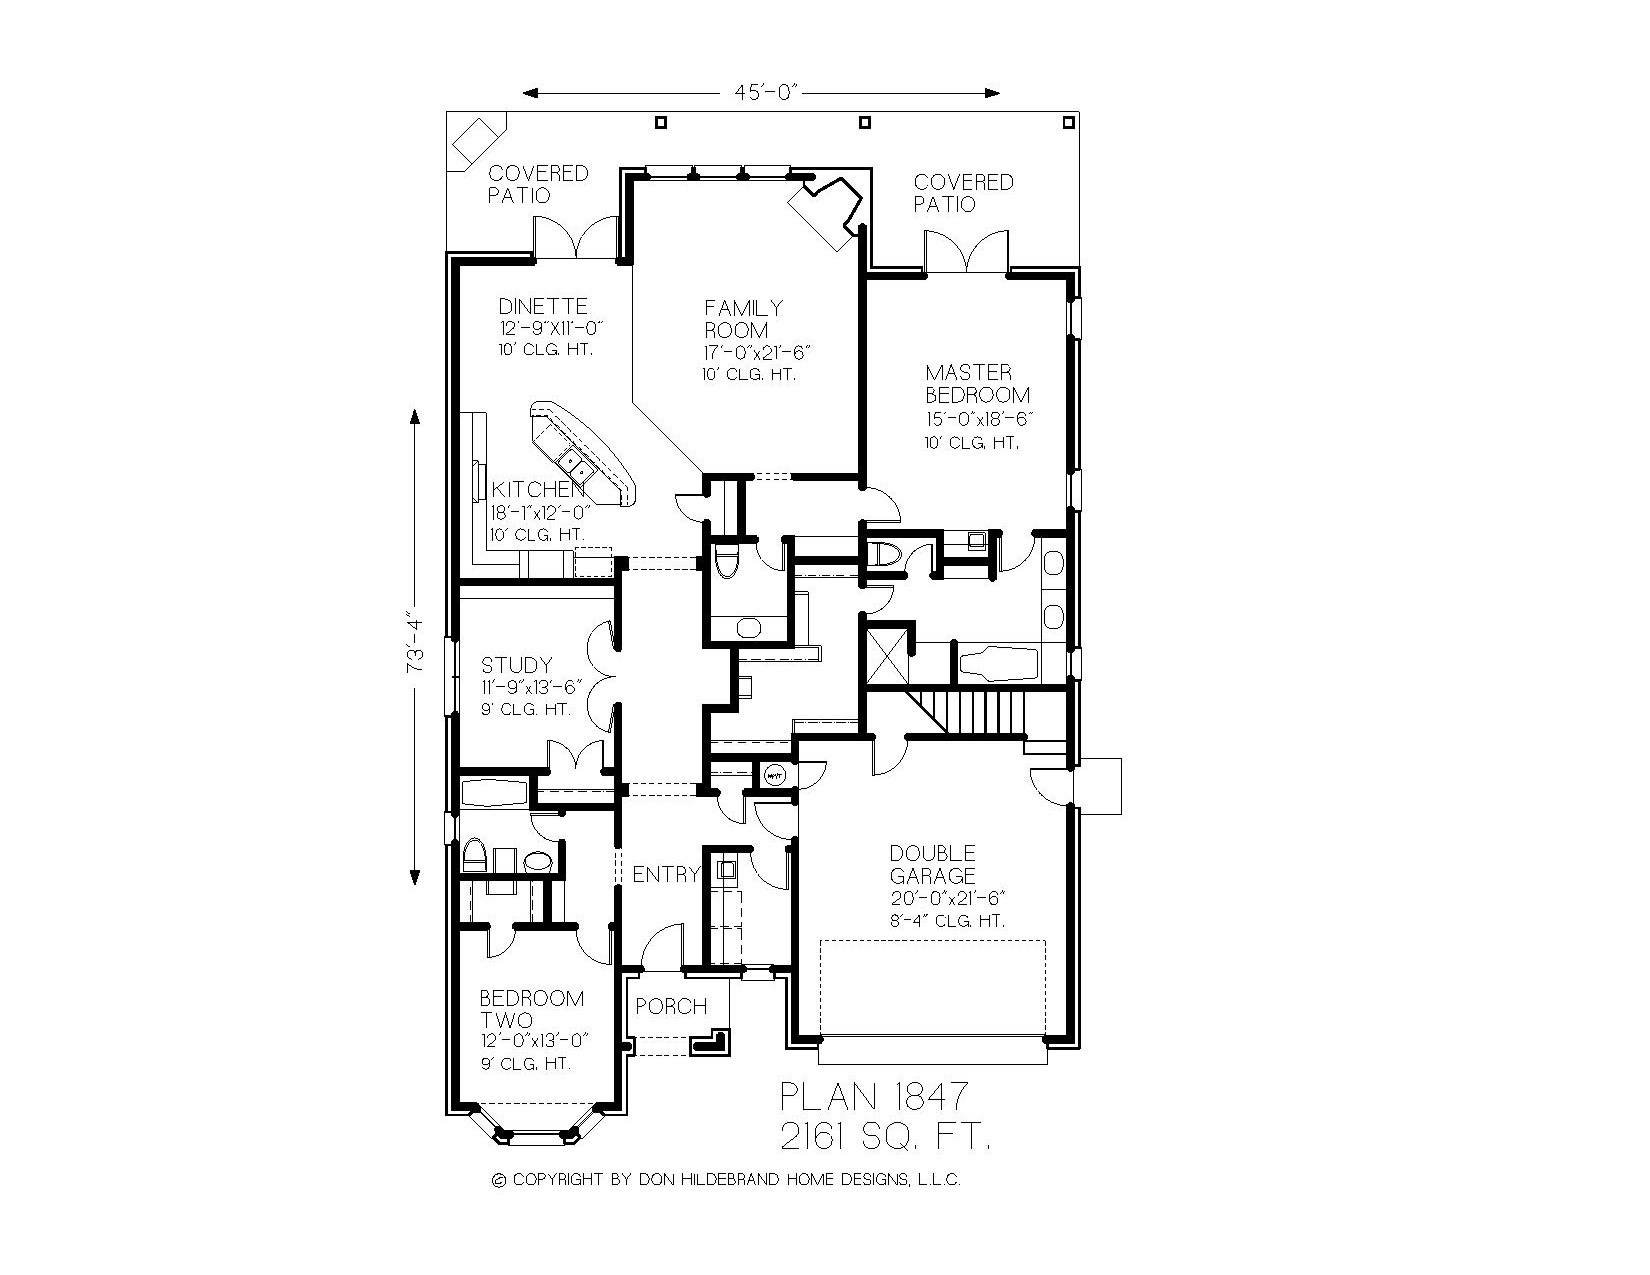 45'-0"
COVERED
PATIO
COVERED
PATIO
DINETTE
12'-9"X11'-0"
10' CLG. HT.
FAMILY
ROOM
17'-0"x21'-6"
10' CLG. HT.
MASTER
BEDROOM
15'-0"x18'-6"
10' CLG. HT.
KITCHEN
18'-1"x12'-0"
10' CLG. HT.
73'-4"
STUDY
11'-9"x13'-6"
9' CLG. HT.
ENTRY
DOUBLE
GARAGE
20'-0"x21'-6"
8'-4" CLG. HT.
BEDROOM
TWO
12'-0"x13'-0"
9' CLG. HT.
PORCH
PLAN 1847
2161 SQ. FT.
© COPYRIGHT BY DON HILDEBRAND HOME DESIGNS, L.L.C.